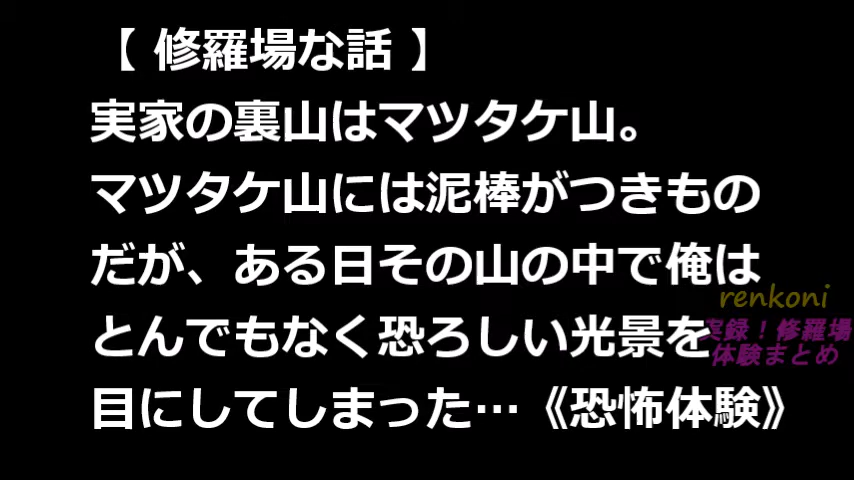 【 修羅場な話 】
実家の裏山はマツタケ山。
マツタケ山には泥棒がつきもの
だが、ある日その山の中で俺は
とんでもなく恐ろしい光景を
目にしてしまった…《恐怖体験》
renkoni
実録！修羅場
体験まとめ